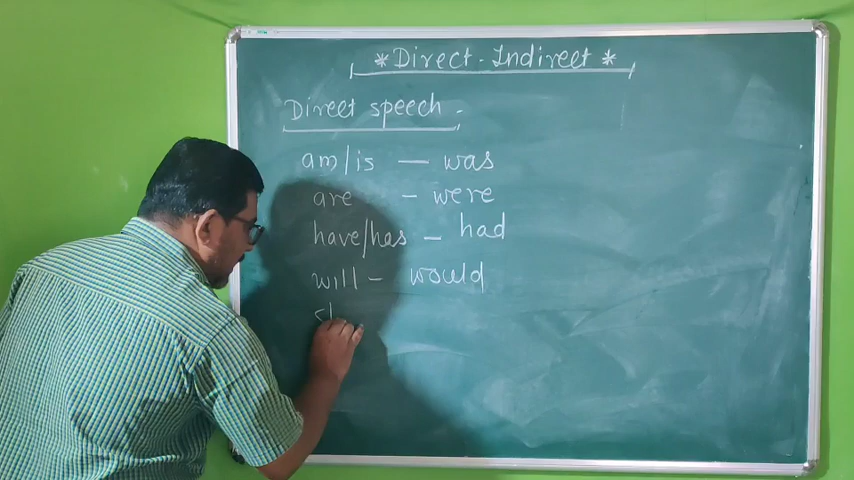 *Direct - Indirect *
Direct speech -
am/is — was
are - were
have/has - had
will - would